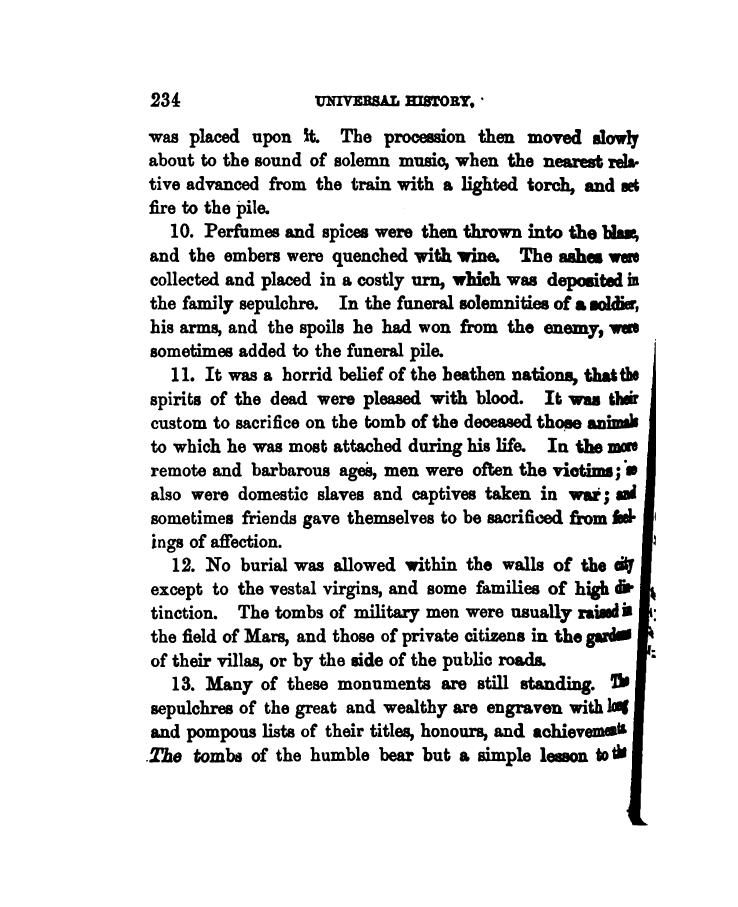 234 UNIVERSAL HISTORY.
was placed upon it. The procession then moved slowly
about to the sound of solemn music, when the nearest rela-
tive advanced from the train with a lighted torch, and set
fire to the pile.
10. Perfumes and spices were then thrown into the blaze,
and the embers were quenched with wine. The ashes were
collected and placed in a costly urn, which was deposited in
the family sepulchre. In the funeral solemnities of a soldier,
his arms, and the spoils he had won from the enemy, were
sometimes added to the funeral pile.
11. It was a horrid belief of the heathen nations, that the
spirits of the dead were pleased with blood. It was their
custom to sacrifice on the tomb of the deceased those animals
to which he was most attached during his life. In the more
remote and barbarous ages, men were often the victims; so
also were domestic slaves and captives taken in war; and
sometimes friends gave themselves to be sacrificed from feel-
ings of affection.
12. No burial was allowed within the walls of the city
except to the vestal virgins, and some families of high dis-
tinction. The tombs of military men were usually raised in
the field of Mars, and those of private citizens in the gardens
of their villas, or by the side of the public roads.
13. Many of these monuments are still standing. The
sepulchres of the great and wealthy are engraven with long
and pompous lists of their titles, honours, and achievements.
The tombs of the humble bear but a simple lesson to the